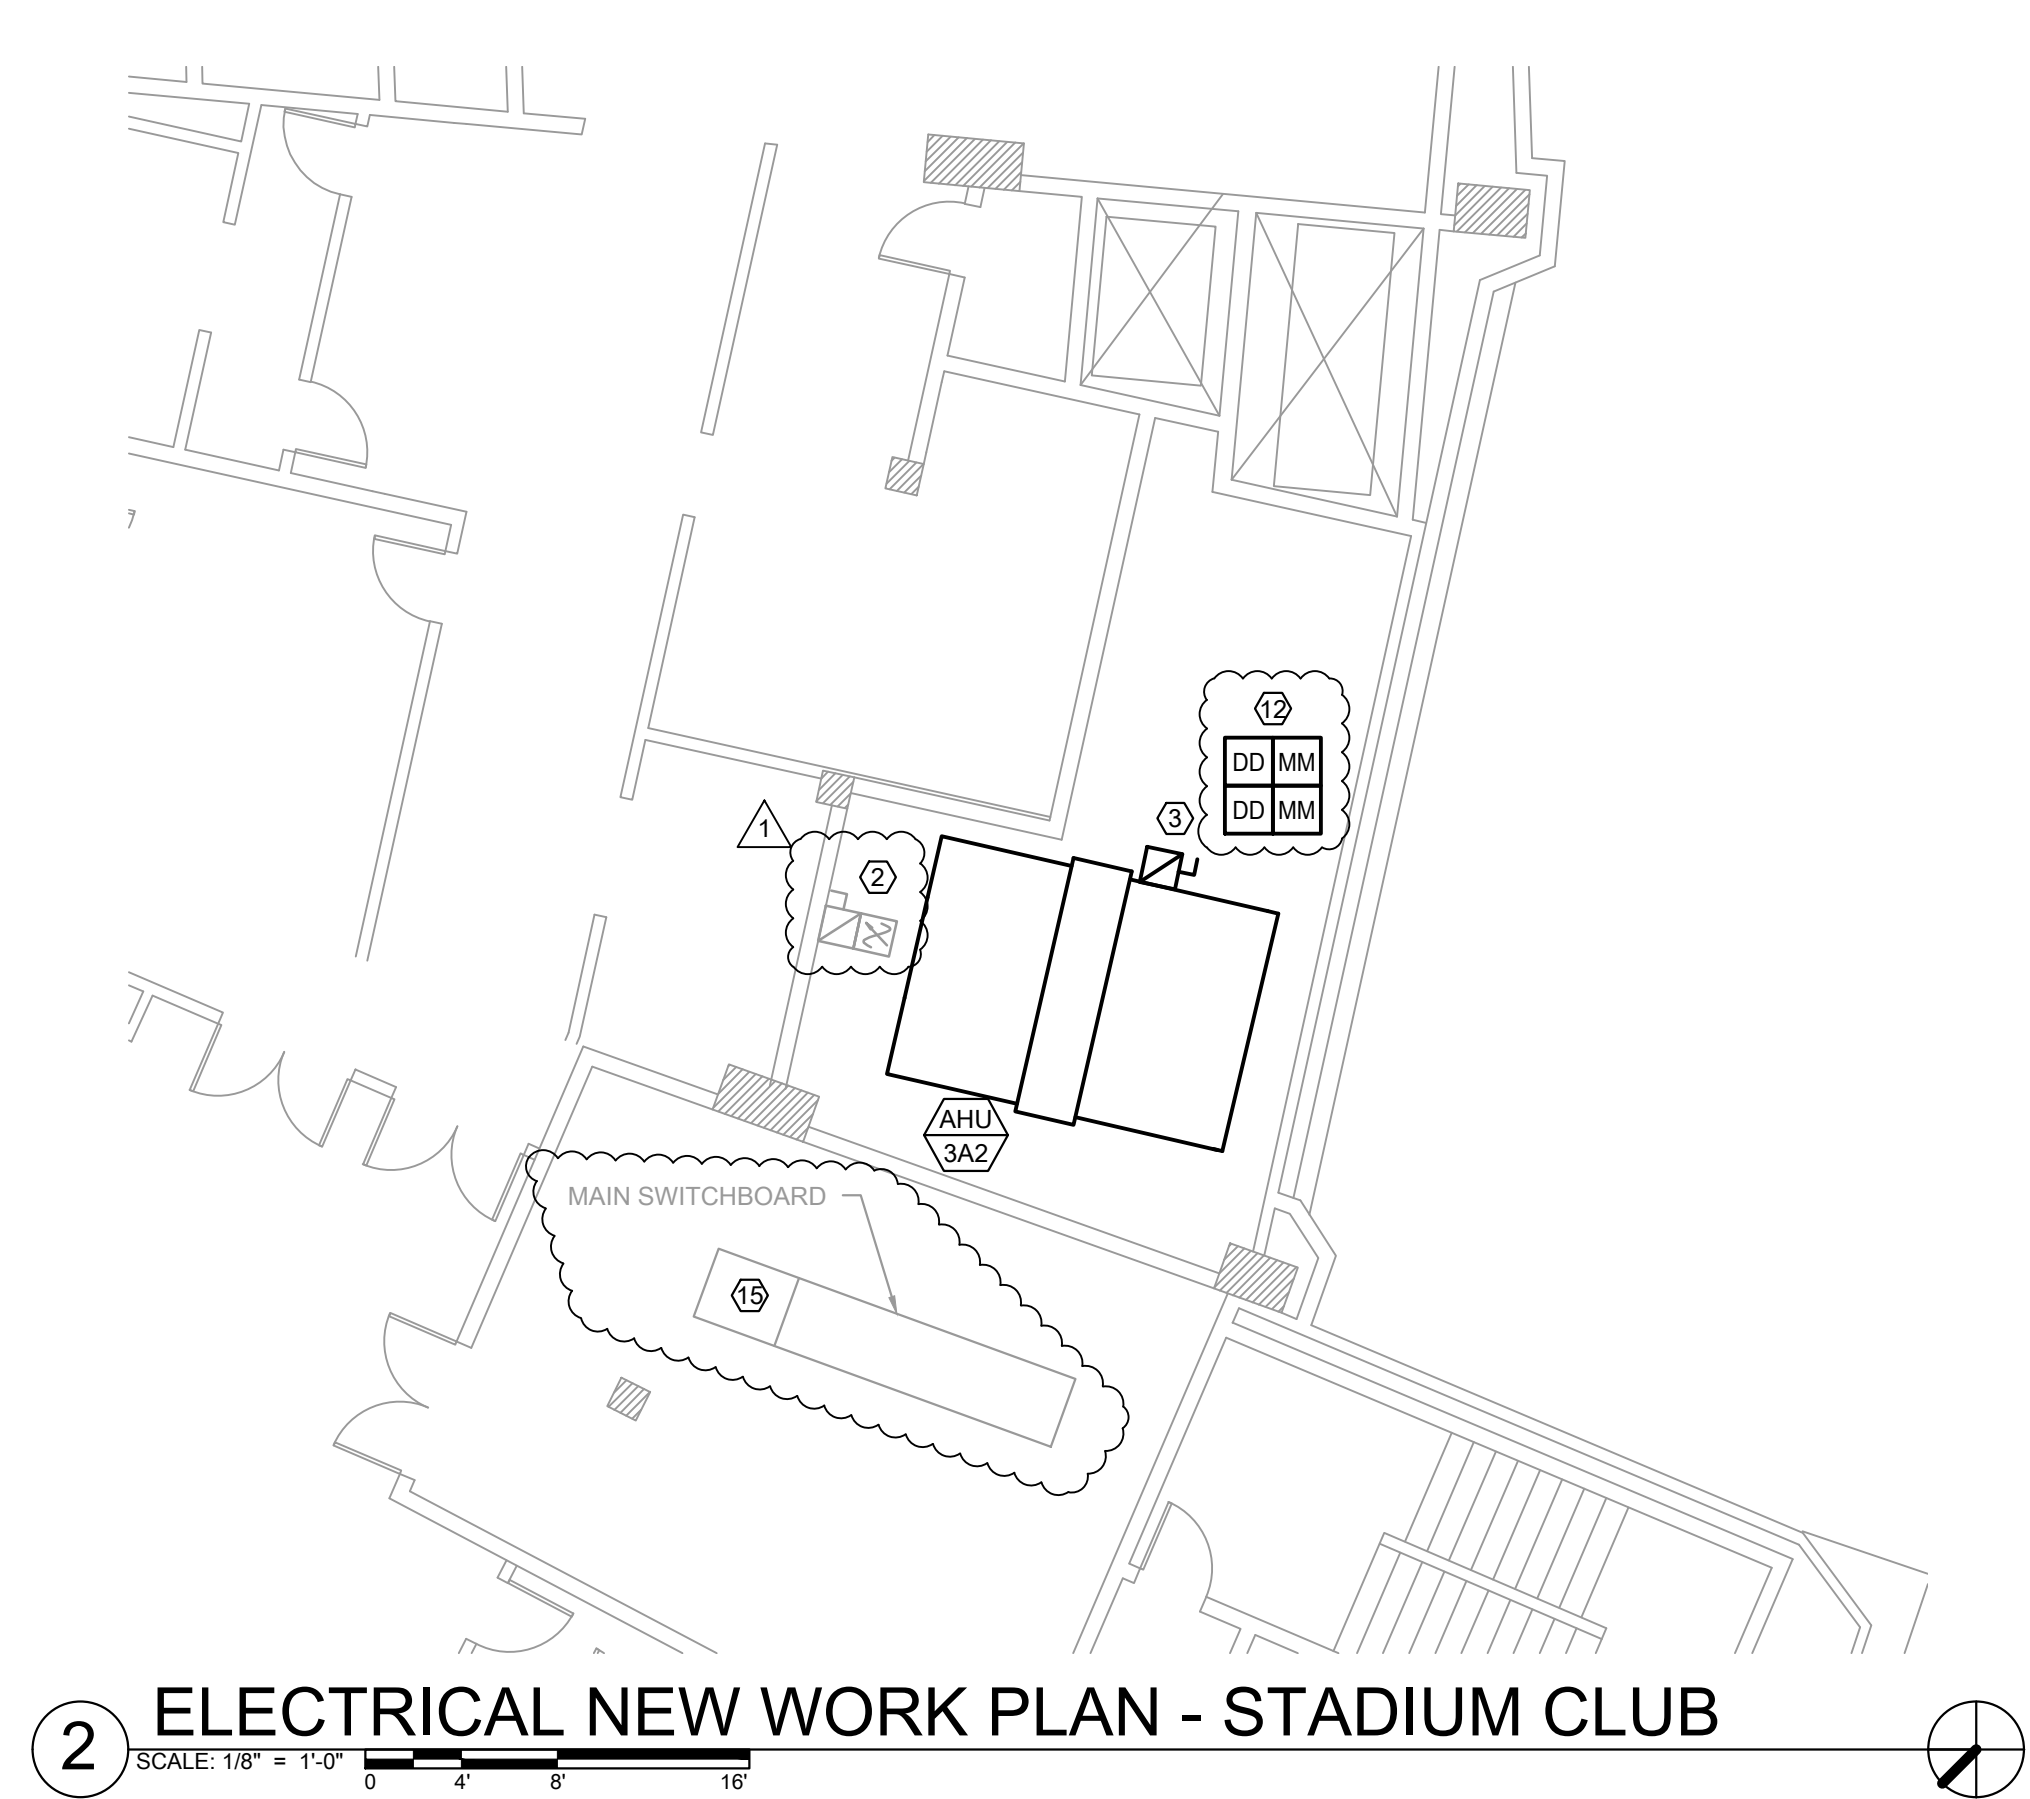 12
DD MM
DD MM
3
1
2
AHU
3A2
MAIN SWITCHBOARD
15
2
ELECTRICAL NEW WORK PLAN - STADIUM CLUB
SCALE: 1/8" = 1'-0"
0 4' 8' 16'